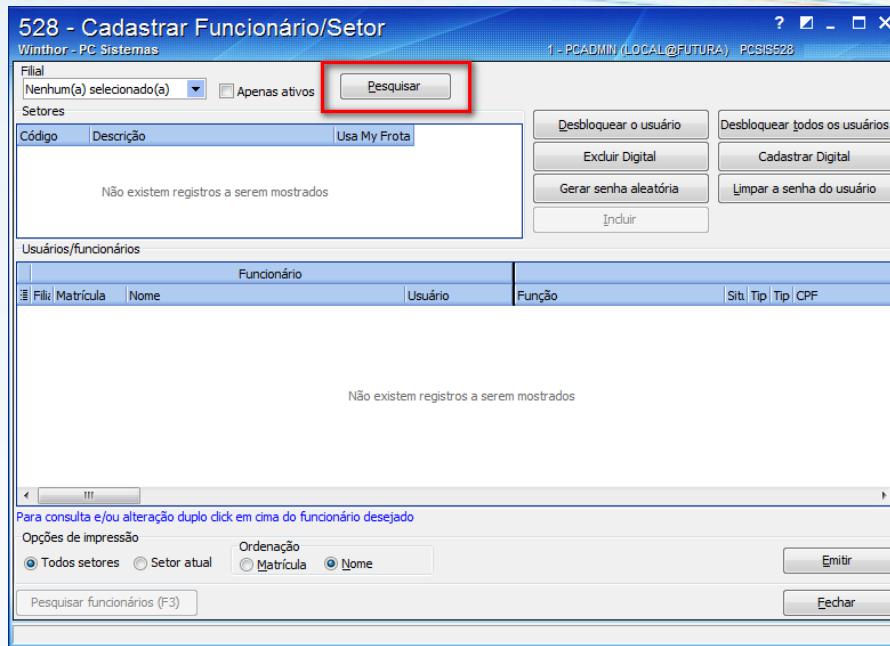 528 - Cadastrar Funcionário/Setor
Winthor - PC Sistemas
1 - PCADMIN (LOCAL@FUTURA) PCSIS528
Filial
Nenhum(a) selecionado(a)
Apenas ativos
Pesquisar
Setores
Código Descrição Usa My Frota
Não existem registros a serem mostrados
Desbloquear o usuário Desbloquear todos os usuários
Excluir Digital Cadastrar Digital
Gerar senha aleatória Limpar a senha do usuário
Incluir
Usuários/funcionários
Funcionário
Filia Matrícula Nome Usuário Função Situ Tip Tip CPF
Não existem registros a serem mostrados
Para consulta e/ou alteração duplo click em cima do funcionário desejado
Opções de impressão
Todos setores Setor atual
Ordenação
Matrícula Nome
Emitir
Pesquisar funcionários (F3)
Fechar